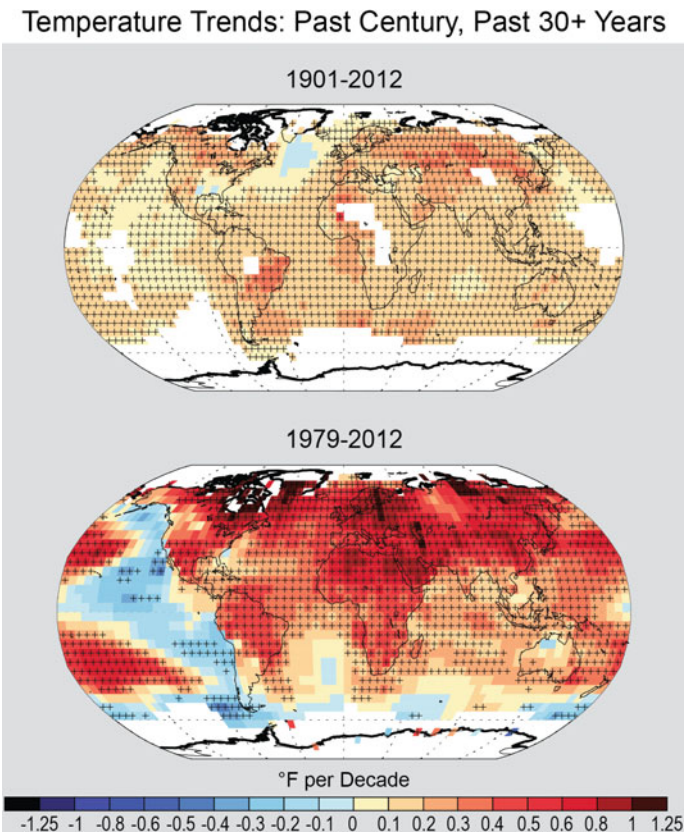 Temperature Trends: Past Century, Past 30+ Years
1901-2012
1979-2012
°F per Decade
-1.25 -1 -0.8 -0.6 -0.5 -0.4 -0.3 -0.2 -0.1 0 0.1 0.2 0.3 0.4 0.5 0.6 0.8 1 1.25